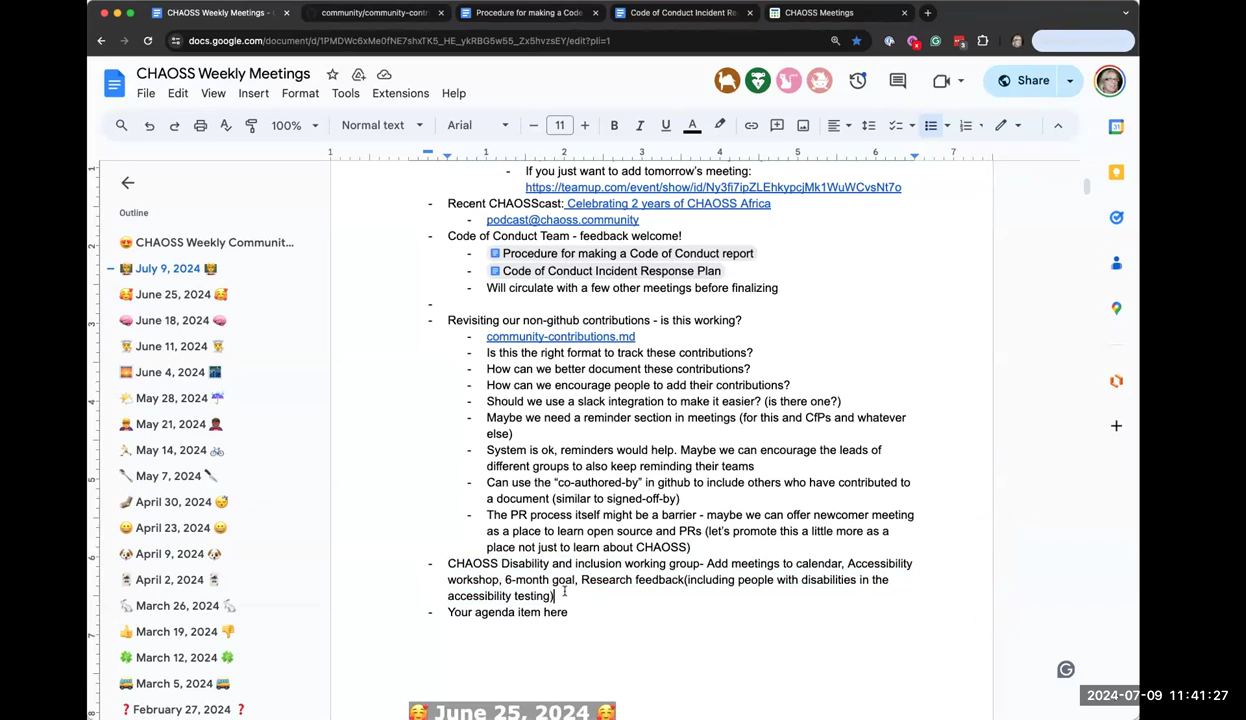 CHAOSS Weekly Meetings -
community/community-contr
Procedure for making a Code
Code of Conduct Incident Re
CHAOSS Meetings
docs.google.com/document/d/1PMDWc6xMe0fNE7shxTK5_HE_ykRBG5w55_Zx5hvzsEY/edit?pli=1
CHAOSS Weekly Meetings
File Edit View Insert Format Tools Extensions Help
Share
100% Normal text Arial 11 B I U A
1 1 2 3 4 5 6 7
Outline
😍 CHAOSS Weekly Communit...
July 9, 2024
🥰 June 25, 2024 🥰
🧠 June 18, 2024 🧠
June 11, 2024
June 4, 2024
May 28, 2024
May 21, 2024
May 14, 2024
May 7, 2024
April 30, 2024
April 23, 2024
April 9, 2024
April 2, 2024
March 26, 2024
👍 March 19, 2024 👎
🍀 March 12, 2024 🍀
March 5, 2024
❓ February 27, 2024 ❓
- If you just want to add tomorrow's meeting:
https://teamup.com/event/show/id/Ny3fi7ipZLEhkypcjMk1WuWCvsNt7o
- Recent CHAOSScast: Celebrating 2 years of CHAOSS Africa
- podcast@chaoss.community
- Code of Conduct Team - feedback welcome!
- Procedure for making a Code of Conduct report
- Code of Conduct Incident Response Plan
- Will circulate with a few other meetings before finalizing
-
- Revisiting our non-github contributions - is this working?
- community-contributions.md
- Is this the right format to track these contributions?
- How can we better document these contributions?
- How can we encourage people to add their contributions?
- Should we use a slack integration to make it easier? (is there one?)
- Maybe we need a reminder section in meetings (for this and CfPs and whatever
else)
- System is ok, reminders would help. Maybe we can encourage the leads of
different groups to also keep reminding their teams
- Can use the “co-authored-by” in github to include others who have contributed to
a document (similar to signed-off-by)
- The PR process itself might be a barrier - maybe we can offer newcomer meeting
as a place to learn open source and PRs (let's promote this a little more as a
place not just to learn about CHAOSS)
- CHAOSS Disability and inclusion working group- Add meetings to calendar, Accessibility
workshop, 6-month goal, Research feedback(including people with disabilities in the
accessibility testing)
- Your agenda item here
🥰 June 25, 2024 🥰
2024-07-09 11:41:27